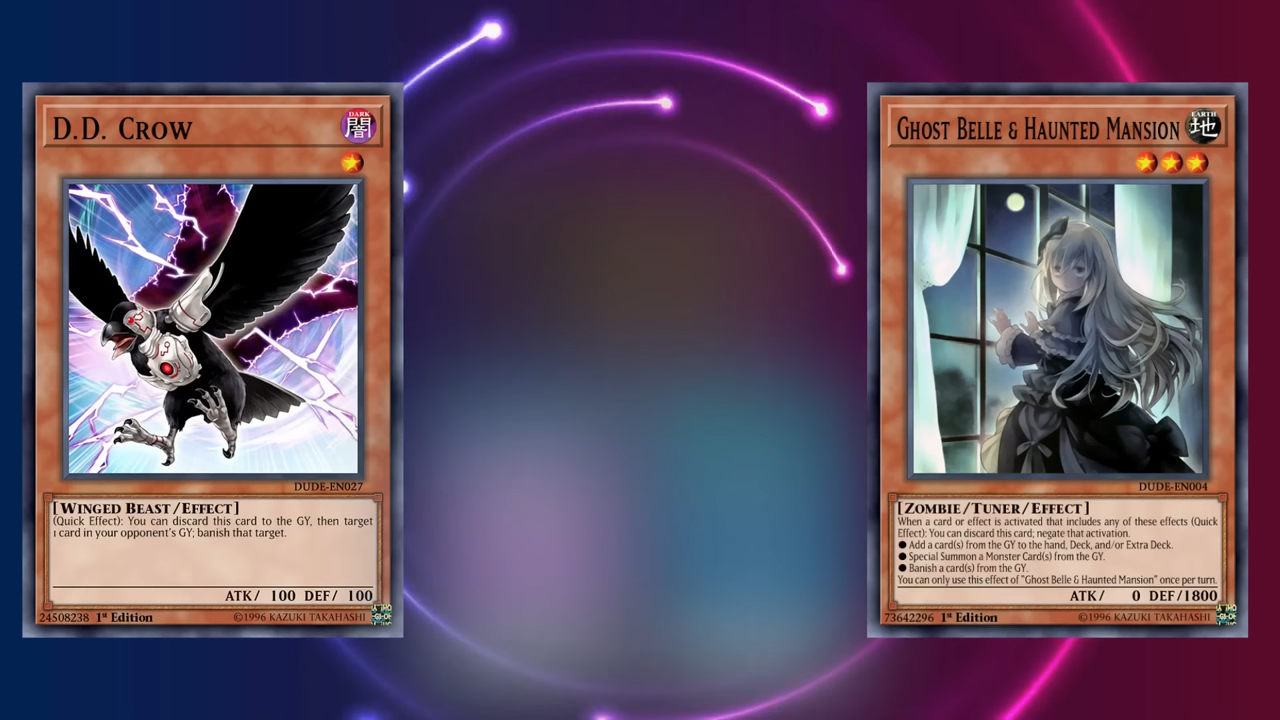 D.D. CROW
DARK
闇
DUDE-EN027
[WINGED BEAST/EFFECT]
(Quick Effect): You can discard this card to the GY, then target
1 card in your opponent's GY; banish that target.
ATK/ 100 DEF/ 100
24508238 1st Edition ©1996 KAZUKI TAKAHASHI
GHOST BELLE & HAUNTED MANSION
EARTH
地
DUDE-EN004
[ZOMBIE/TUNER/EFFECT]
When a card or effect is activated that includes any of these effects (Quick
Effect): You can discard this card; negate that activation.
● Add a card(s) from the GY to the hand, Deck, and/or Extra Deck.
● Special Summon a Monster Card(s) from the GY.
● Banish a card(s) from the GY.
You can only use this effect of "Ghost Belle & Haunted Mansion" once per turn.
ATK/ 0 DEF/1800
73642296 1st Edition ©1996 KAZUKI TAKAHASHI